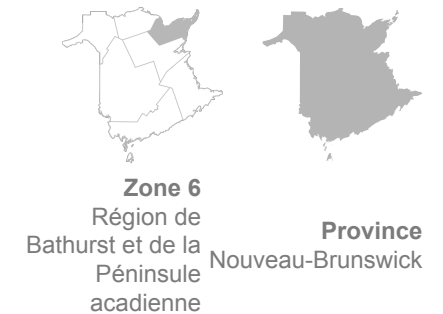 Zone 6
Région de
Bathurst et de la
Péninsule
acadienne
Province
Nouveau-Brunswick